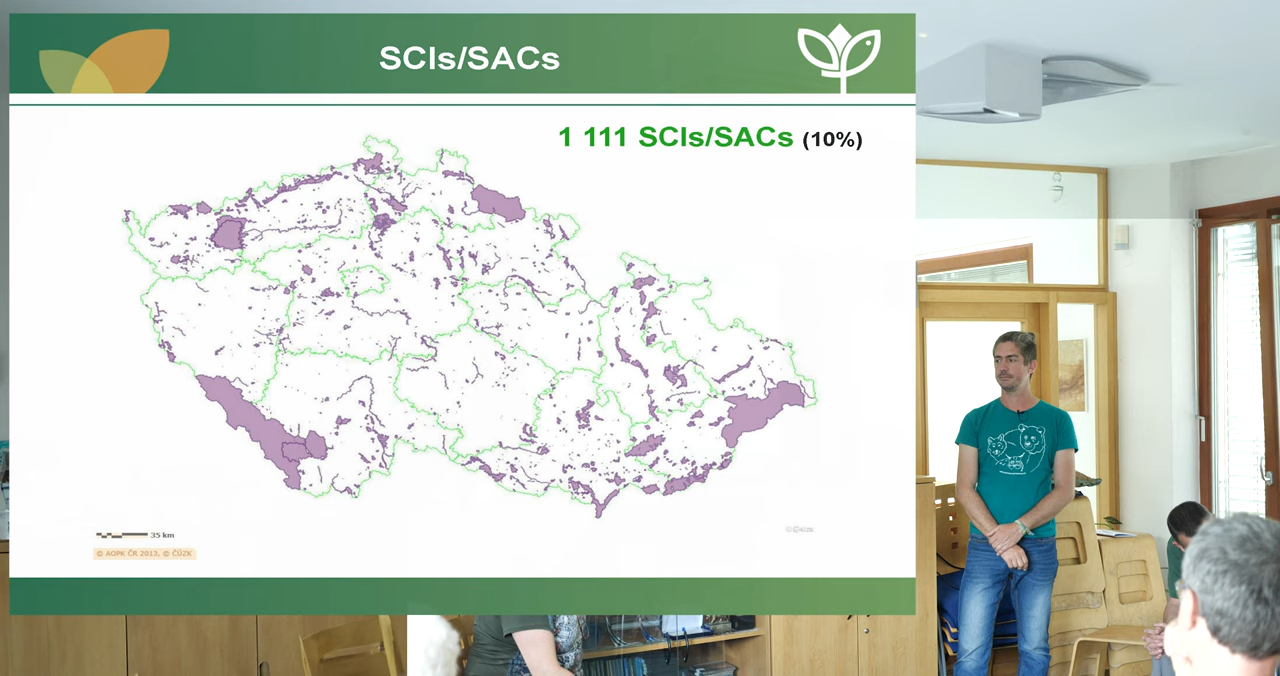 SCIs/SACs
1 111 SCIs/SACs (10%)
35 km
© AOPK ČR 2013, © ČÚZK